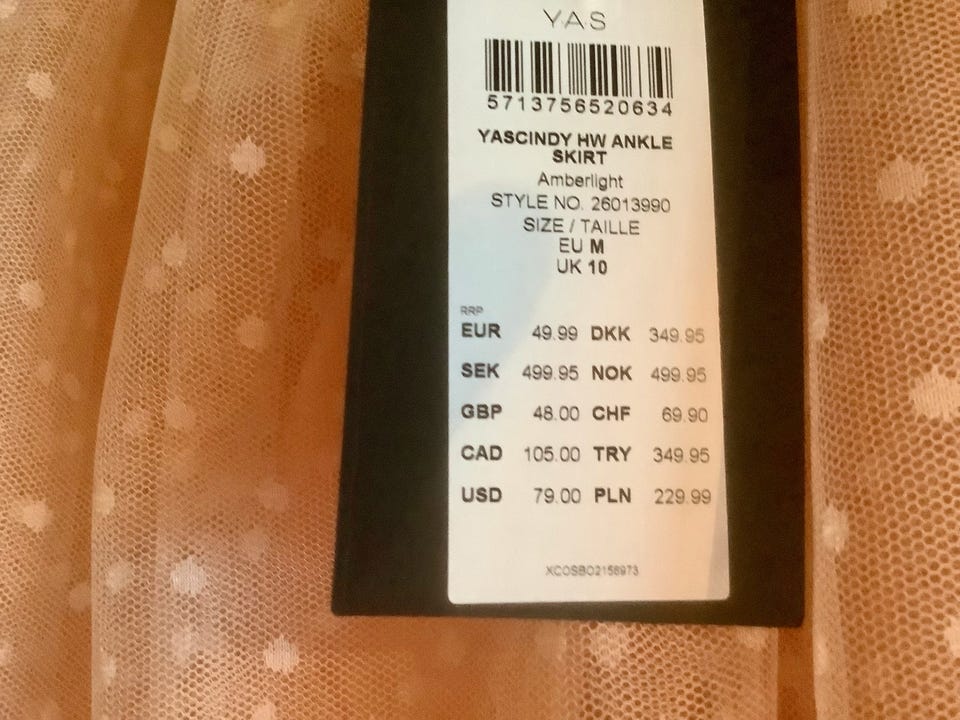 YAS
5713756520634
YASCINDY HW ANKLE
SKIRT
Amberlight
STYLE NO. 26013990
SIZE / TAILLE
EU M
UK 10
RRP
EUR 49.99 DKK 349.95
SEK 499.95 NOK 499.95
GBP 48.00 CHF 69.90
CAD 105.00 TRY 349.95
USD 79.00 PLN 229.99
XCOSBO2156973